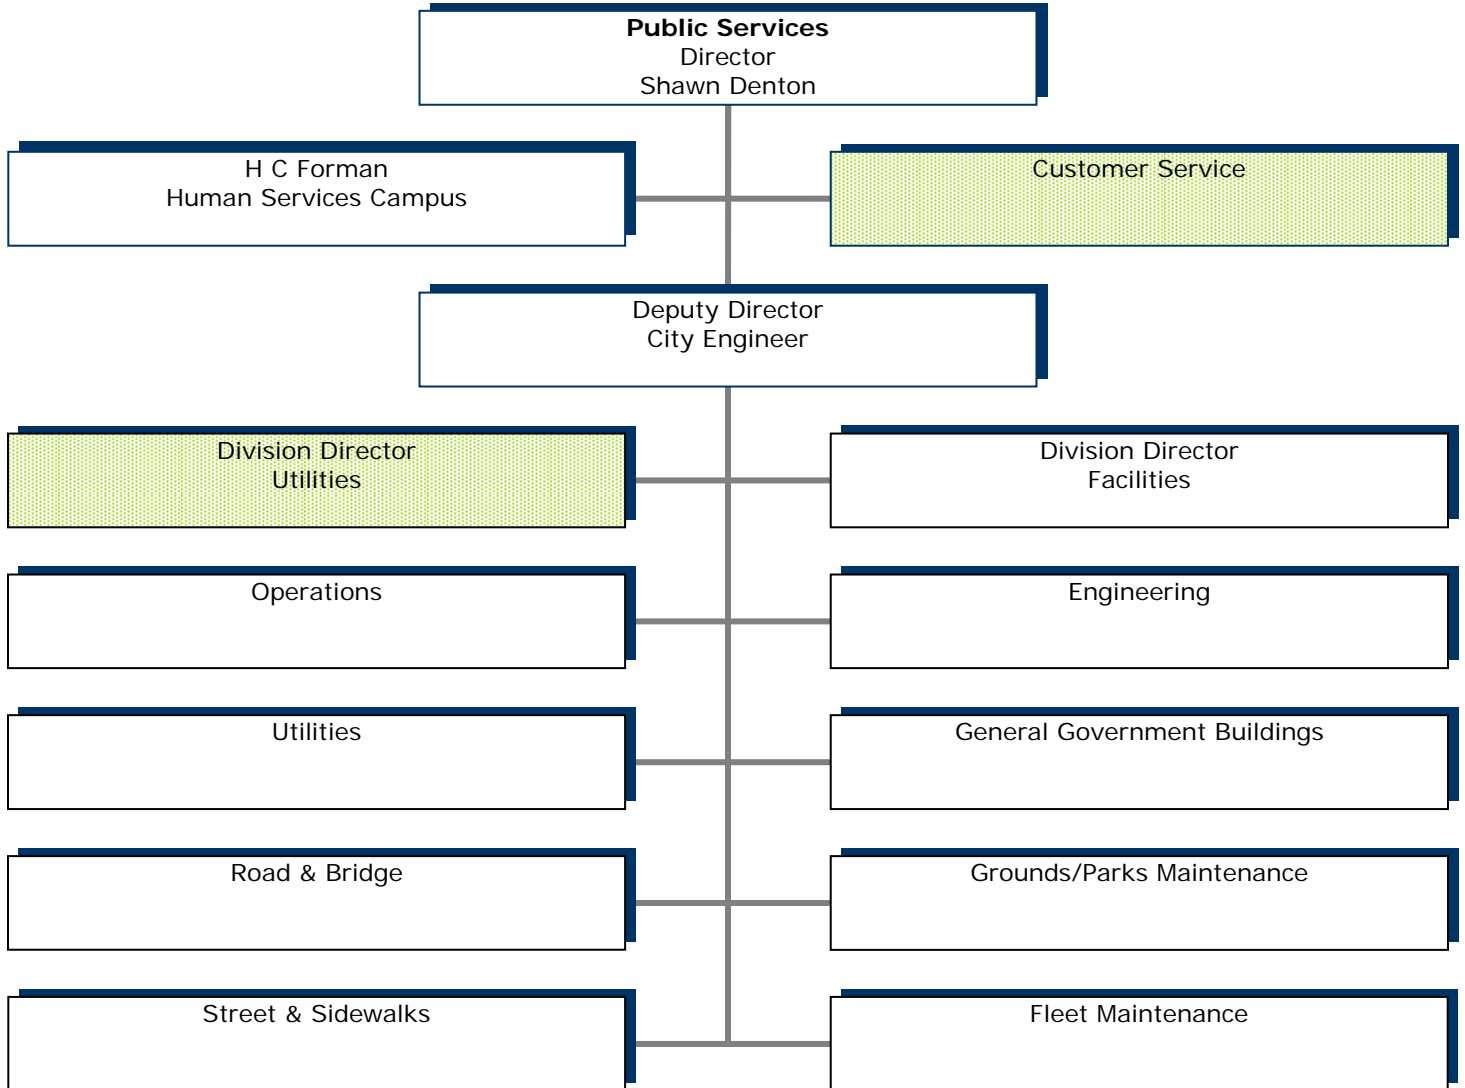 Public Services
Director
Shawn Denton
H C Forman
Human Services Campus
Customer Service
Deputy Director
City Engineer
Division Director
Utilities
Division Director
Facilities
Operations
Engineering
Utilities
General Government Buildings
Road & Bridge
Grounds/Parks Maintenance
Street & Sidewalks
Fleet Maintenance